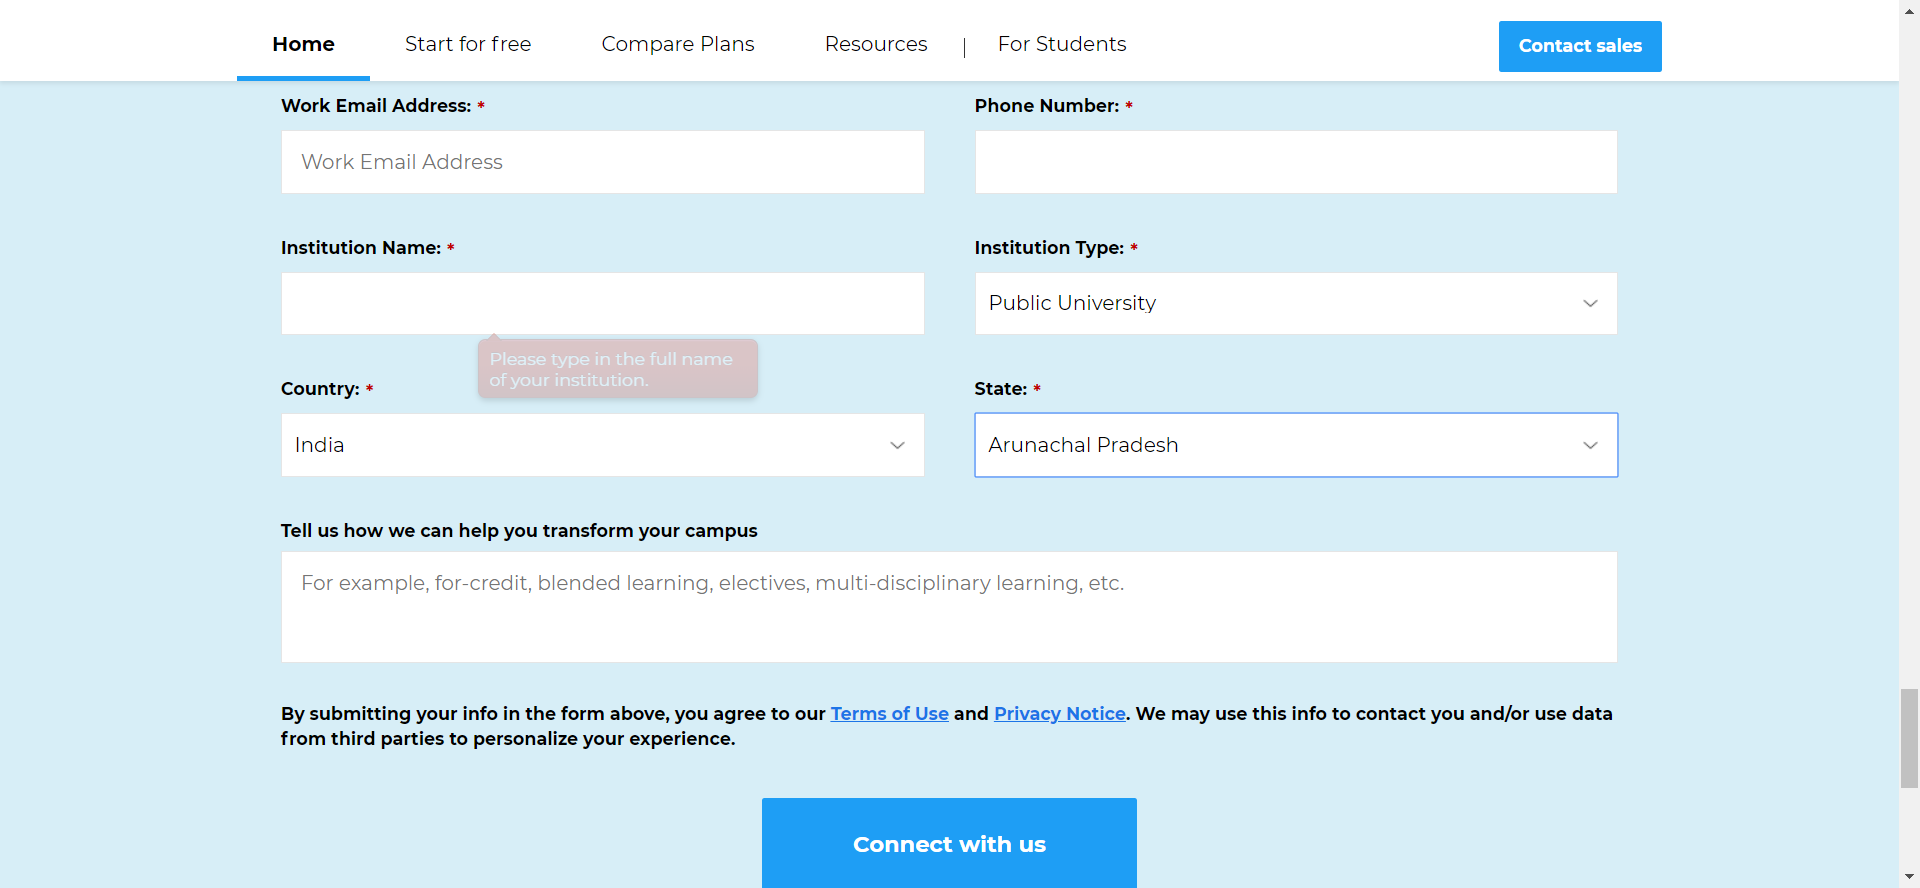 Home Start for free Compare Plans Resources | For Students Contact sales
Work Email Address: * Phone Number: *
Work Email Address
Institution Name: * Institution Type: *
Public University
Please type in the full name
of your institution.
Country: * State: *
India Arunachal Pradesh
Tell us how we can help you transform your campus
For example, for-credit, blended learning, electives, multi-disciplinary learning, etc.
By submitting your info in the form above, you agree to our Terms of Use and Privacy Notice. We may use this info to contact you and/or use data
from third parties to personalize your experience.
Connect with us